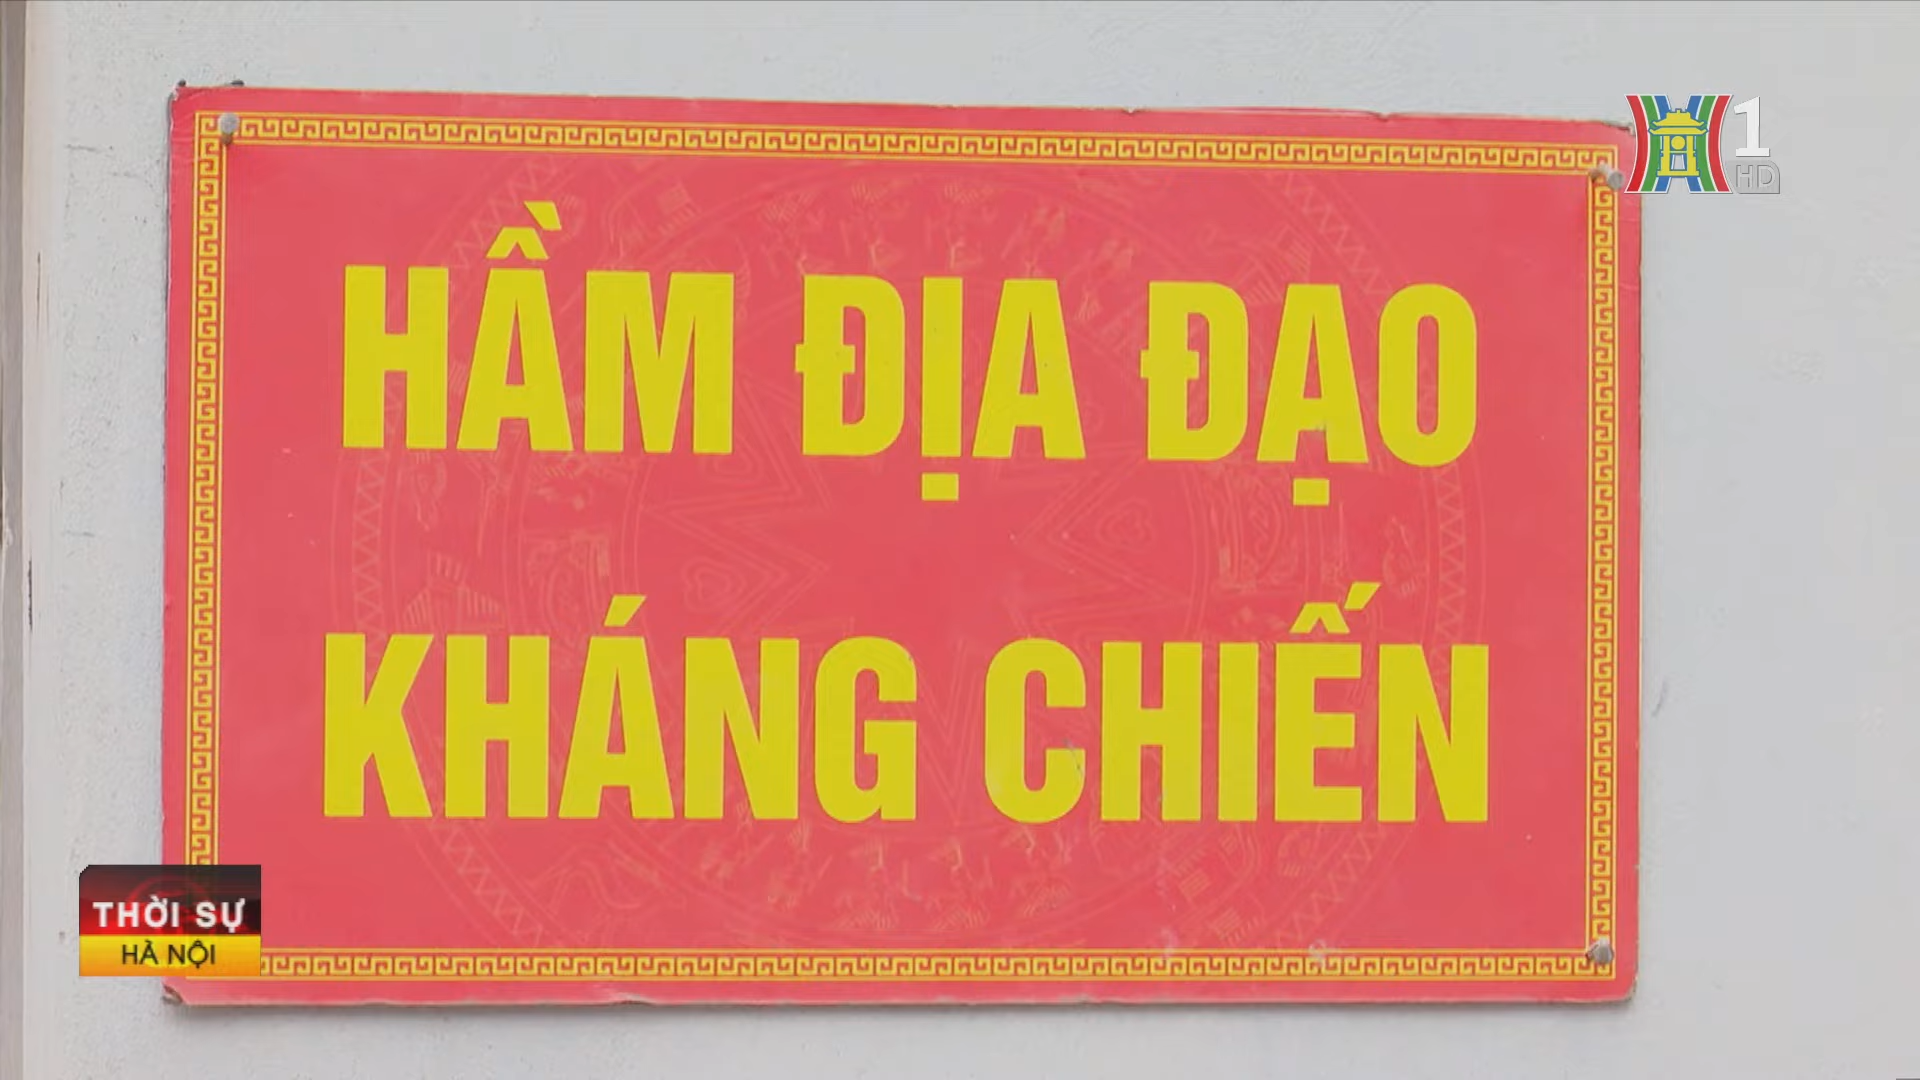 1
HD
HẦM ĐỊA ĐẠO
KHÁNG CHIẾN
THỜI SỰ
HÀ NỘI